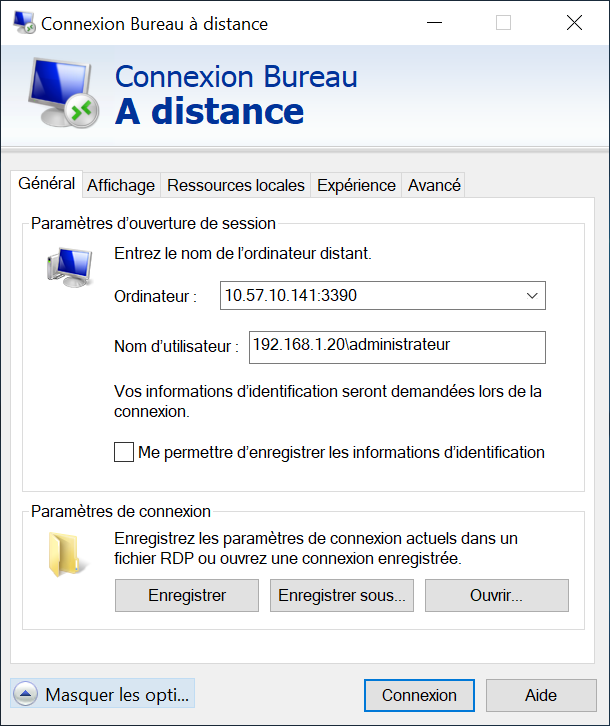 Connexion Bureau à distance
Connexion Bureau
A distance
Général
Affichage
Ressources locales
Expérience
Avancé
Paramètres d’ouverture de session
Entrez le nom de l’ordinateur distant.
Ordinateur :
10.57.10.141:3390
Nom d’utilisateur :
192.168.1.20\administrateur
Vos informations d’identification seront demandées lors de la
connexion.
Me permettre d’enregistrer les informations d’identification
Paramètres de connexion
Enregistrez les paramètres de connexion actuels dans un
fichier RDP ou ouvrez une connexion enregistrée.
Enregistrer
Enregistrer sous...
Ouvrir...
Masquer les opti...
Connexion
Aide